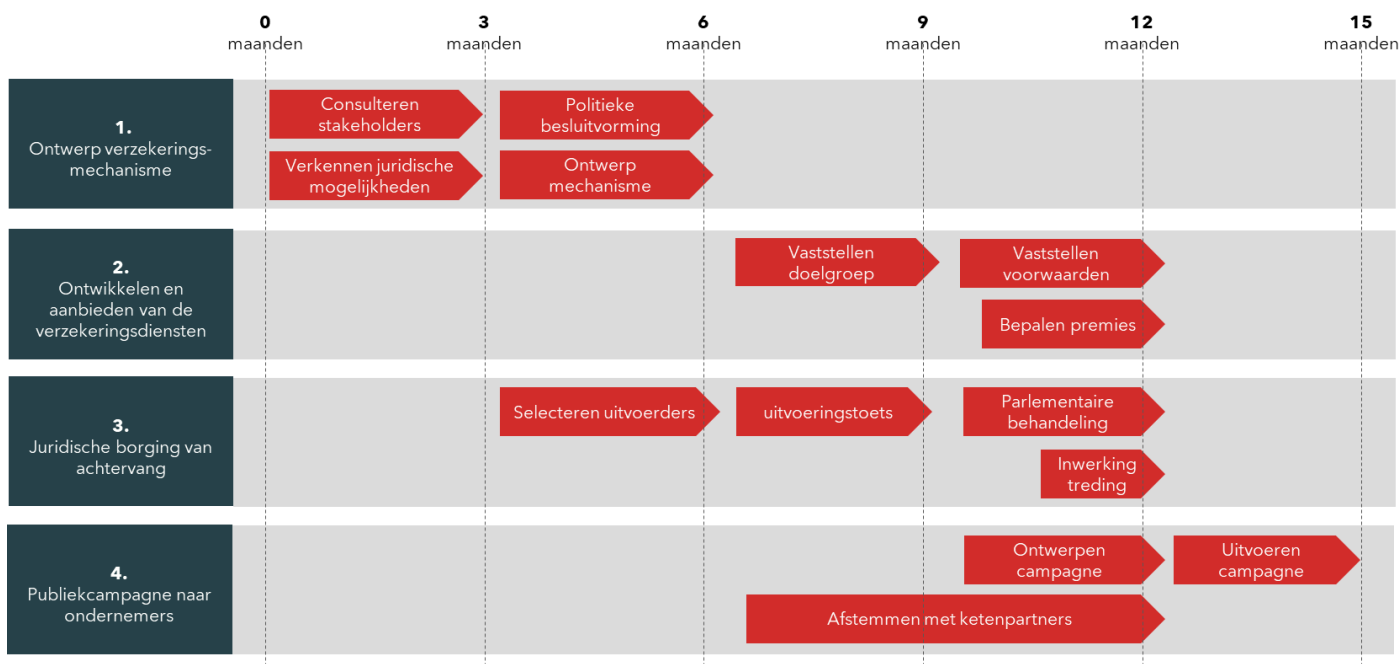 0
maanden
3
maanden
6
maanden
9
maanden
12
maanden
15
maanden
1.
Ontwerp verzekerings-
mechanisme
Consulteren
stakeholders
Politieke
besluitvorming
Verkennen juridische
mogelijkheden
Ontwerp
mechanisme
2.
Ontwikkelen en
aanbieden van de
verzekeringsdiensten
Vaststellen
doelgroep
Vaststellen
voorwaarden
Bepalen premies
3.
Juridische borging van
achtervang
Selecteren uitvoerders
uitvoeringstoets
Parlementaire
behandeling
Inwerking
treding
4.
Publiekcampagne naar
ondernemers
Ontwerpen
campagne
Uitvoeren
campagne
Afstemmen met ketenpartners